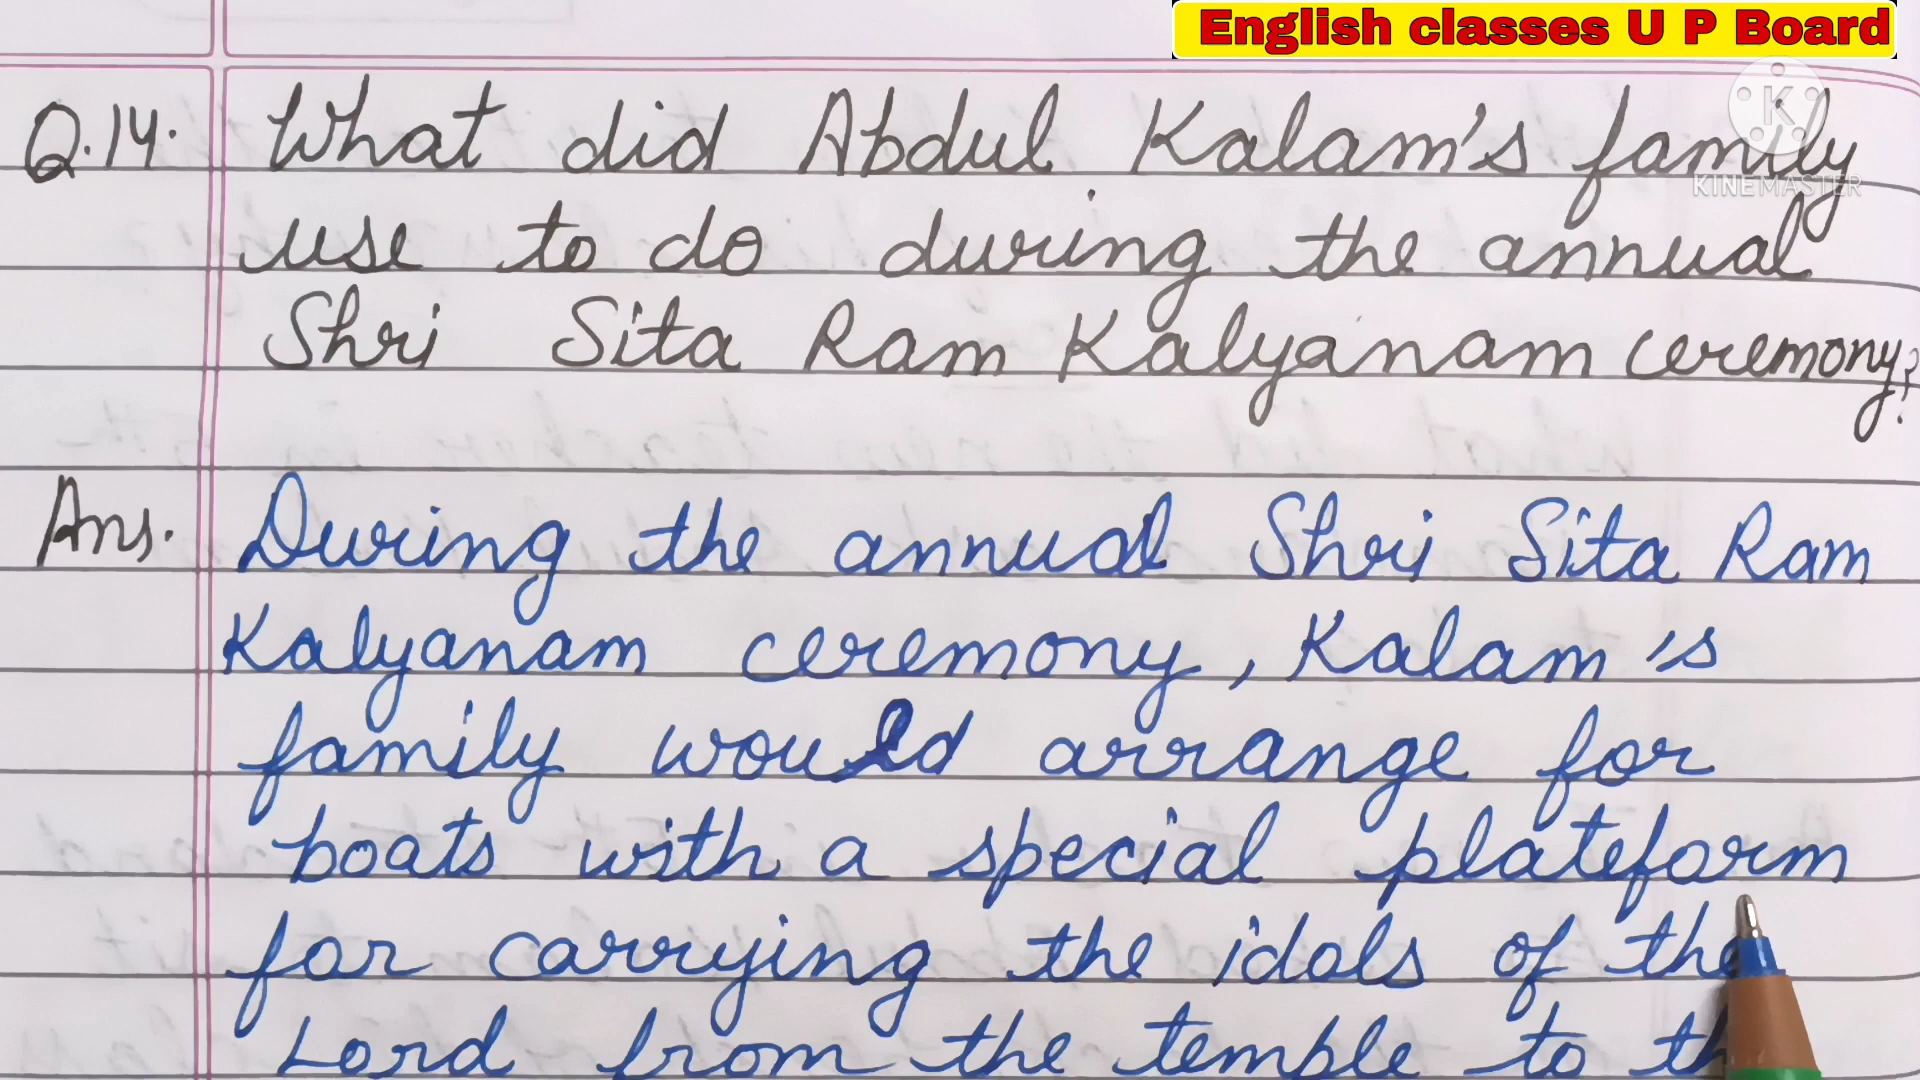 English classes U P Board
Q.14. What did Abdul Kalam's family
KINEMASTER
use to do during the annual
Shri Sita Ram Kalyanam ceremony?
Ans. During the annual Shri Sita Ram
Kalyanam ceremony, Kalam's
family would arrange for
boats with a special plateform
for carrying the idols of the
Lord from the temple to